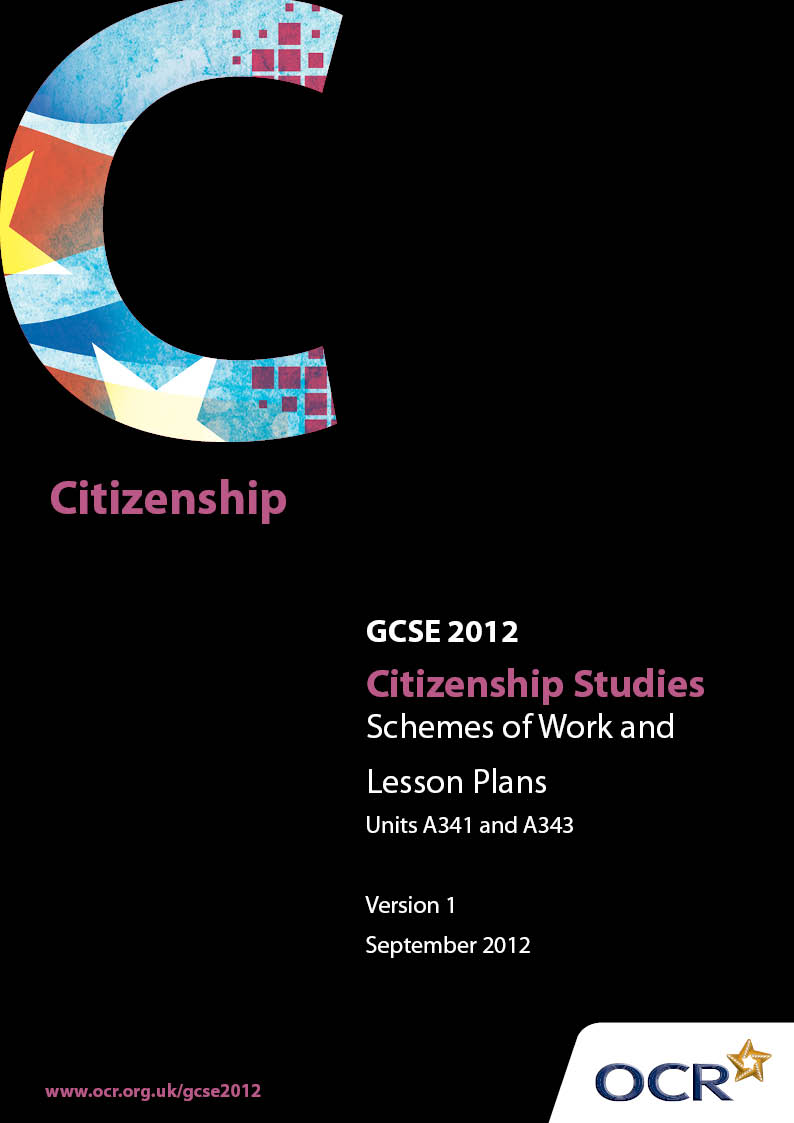 C
Citizenship
GCSE 2012
Citizenship Studies
Schemes of Work and
Lesson Plans
Units A341 and A343
Version 1
September 2012
www.ocr.org.uk/gcse2012
OCR